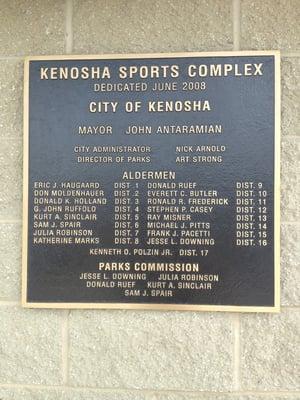 KENOSHA SPORTS COMPLEX
DEDICATED JUNE 2008
CITY OF KENOSHA
MAYOR JOHN ANTARAMIAN
CITY ADMINISTRATOR NICK ARNOLD
DIRECTOR OF PARKS ART STRONG
ALDERMEN
ERIC J. HAUGAARD DIST. 1 DONALD RUEF DIST. 9
DON MOLDENHAUER DIST. 2 EVERETT C. BUTLER DIST. 10
DONALD K. HOLLAND DIST. 3 RONALD R. FREDERICK DIST. 11
G. JOHN RUFFOLO DIST. 4 STEPHEN P. CASEY DIST. 12
KURT A. SINCLAIR DIST. 5 RAY MISNER DIST. 13
SAM J. SPAIR DIST. 6 MICHAEL J. PITTS DIST. 14
JULIA ROBINSON DIST. 7 FRANK J. PACETTI DIST. 15
KATHERINE MARKS DIST. 8 JESSE L. DOWNING DIST. 16
KENNETH O. POLZIN JR. DIST. 17
PARKS COMMISSION
JESSE L. DOWNING JULIA ROBINSON
DONALD RUEF KURT A. SINCLAIR
SAM J. SPAIR